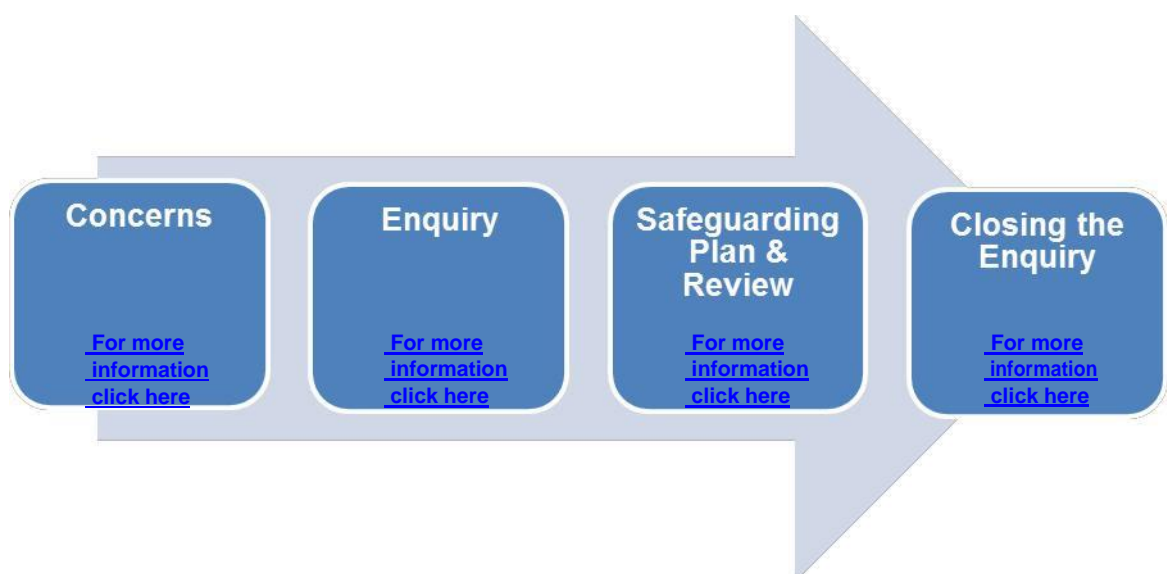 Concerns
For more
information
click here
Enquiry
For more
information
click here
Safeguarding
Plan &
Review
For more
information
click here
Closing the
Enquiry
For more
information
click here